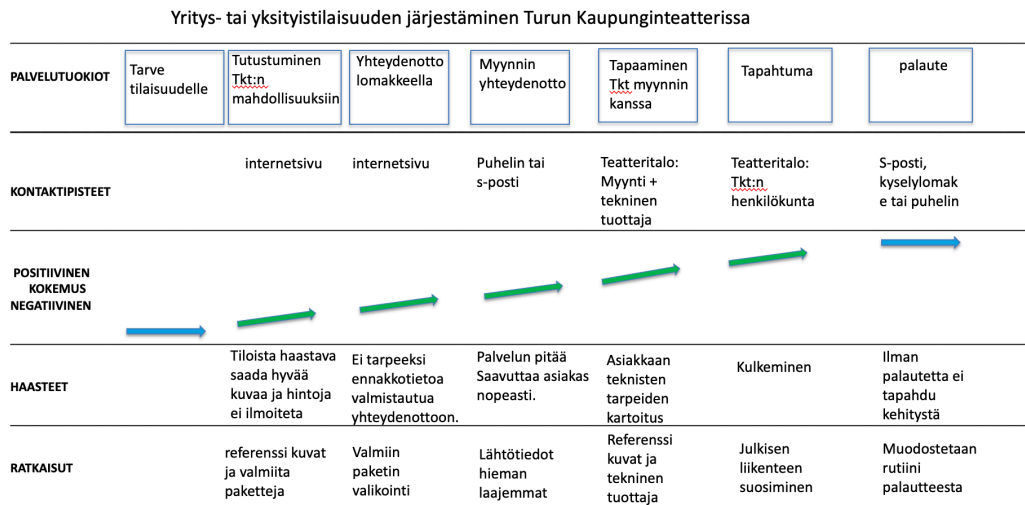 Yritys- tai yksityistilaisuuden järjestäminen Turun Kaupunginteatterissa
PALVELUTUOKIOT
Tarve
tilaisuudelle
Tutustuminen
Tkt:n
mahdollisuuksiin
Yhteydenotto
lomakkeella
Myynnin
yhteydenotto
Tapaaminen
Tkt myynnin
kanssa
Tapahtuma
palaute
KONTAKTIPISTEET
internetsivu
internetsivu
Puhelin tai
s-posti
Teatteritalo:
Myynti +
tekninen
tuottaja
Teatteritalo:
Tkt:n
henkilökunta
S-posti,
kyselylomak
e tai puhelin
POSITIIVINEN
KOKEMUS
NEGATIIVINEN
HAASTEET
Tiloista haastava
saada hyvää
kuvaa ja hintoja
ei ilmoiteta
Ei tarpeeksi
ennakkotietoa
valmistautua
yhteydenottoon.
Palvelun pitää
Saavuttaa asiakas
nopeasti.
Asiakkaan
teknisten
tarpeiden
kartoitus
Kulkeminen
Ilman
palautetta ei
tapahdu
kehitystä
RATKAISUT
referenssi kuvat
ja valmiita
paketteja
Valmiin
paketin
valikointi
Lähtötiedot
hieman
laajemmat
Referenssi
kuvat ja
tekninen
tuottaja
Julkisen
liikenteen
suosiminen
Muodostetaan
rutiini
palautteesta